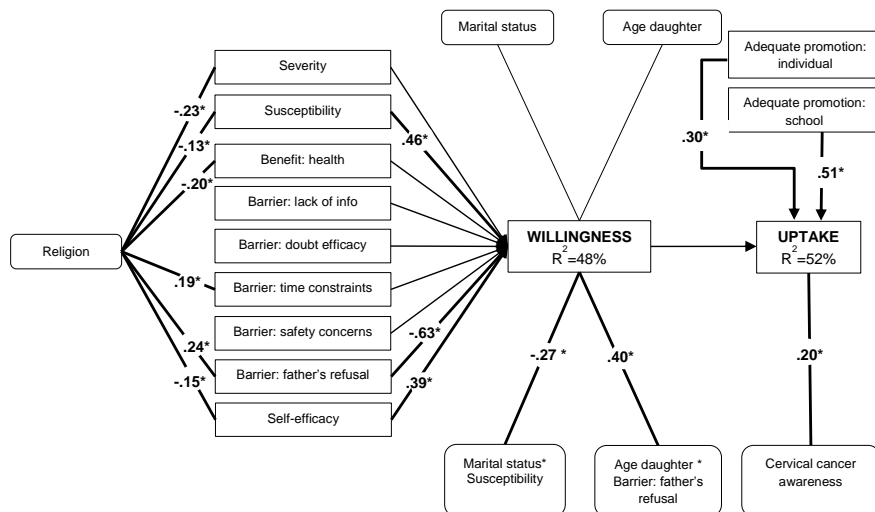 Marital status
Age daughter
Adequate promotion:
individual
Severity
-.23*
Susceptibility
Adequate promotion:
school
-.13*
.46*
.30*
Benefit: health
-.20*
.51*
Barrier: lack of info
Religion
Barrier: doubt efficacy
WILLINGNESS
R²=48%
UPTAKE
R²=52%
.19*
Barrier: time constraints
Barrier: safety concerns
-.63*
.24*
-.27 *
.40*
.20*
Barrier: father's refusal
-.15*
.39*
Self-efficacy
Marital status*
Susceptibility
Age daughter *
Barrier: father's
refusal
Cervical cancer
awareness